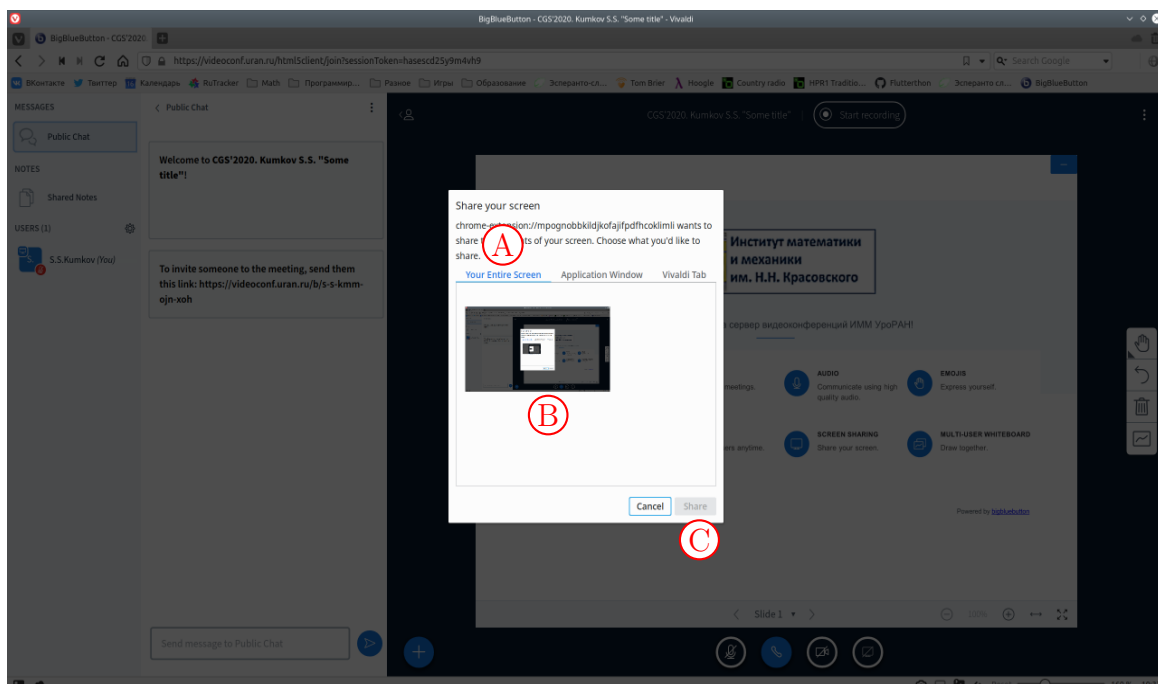 BigBlueButton - CGS'2020. Kumkov S.S. "Some title" - Vivaldi
BigBlueButton - CGS'2020.
https://videoconf.uran.ru/html5client/join?sessionToken=hasescd25y9m4vh9
Search Google
ВКонтакте Твиттер Календарь RuTracker Math Программир... Разное Игры Образование Эсперанто-сл... Tom Brier Hoogle Country radio HPR1 Traditio... Flutterthon Эсперанто сл... BigBlueButton
MESSAGES
Public Chat
NOTES
Shared Notes
USERS (1)
S.S.Kumkov (You)
Public Chat
Welcome to CGS'2020. Kumkov S.S. "Some
title"!
To invite someone to the meeting, send them
this link: https://videoconf.uran.ru/b/s-s-kmm-
ojn-xoh
Send message to Public Chat
CGS'2020. Kumkov S.S. "Some title"
Start recording
Share your screen
chrome-extension://mpognobbkildjkofajifpdfhcoklimli wants to
share ts of your screen. Choose what you'd like to
share.
A
Your Entire Screen Application Window Vivaldi Tab
B
Cancel Share
C
Институт математики
и механики
им. Н.Н. Красовского
сервер видеоконференций ИММ УроРАН!
meetings.
AUDIO
Communicate using high
quality audio.
EMOJIS
Express yourself.
anytime.
SCREEN SHARING
Share your screen.
MULTI-USER WHITEBOARD
Draw together.
Powered by bigbluebutton
Slide 1
100%